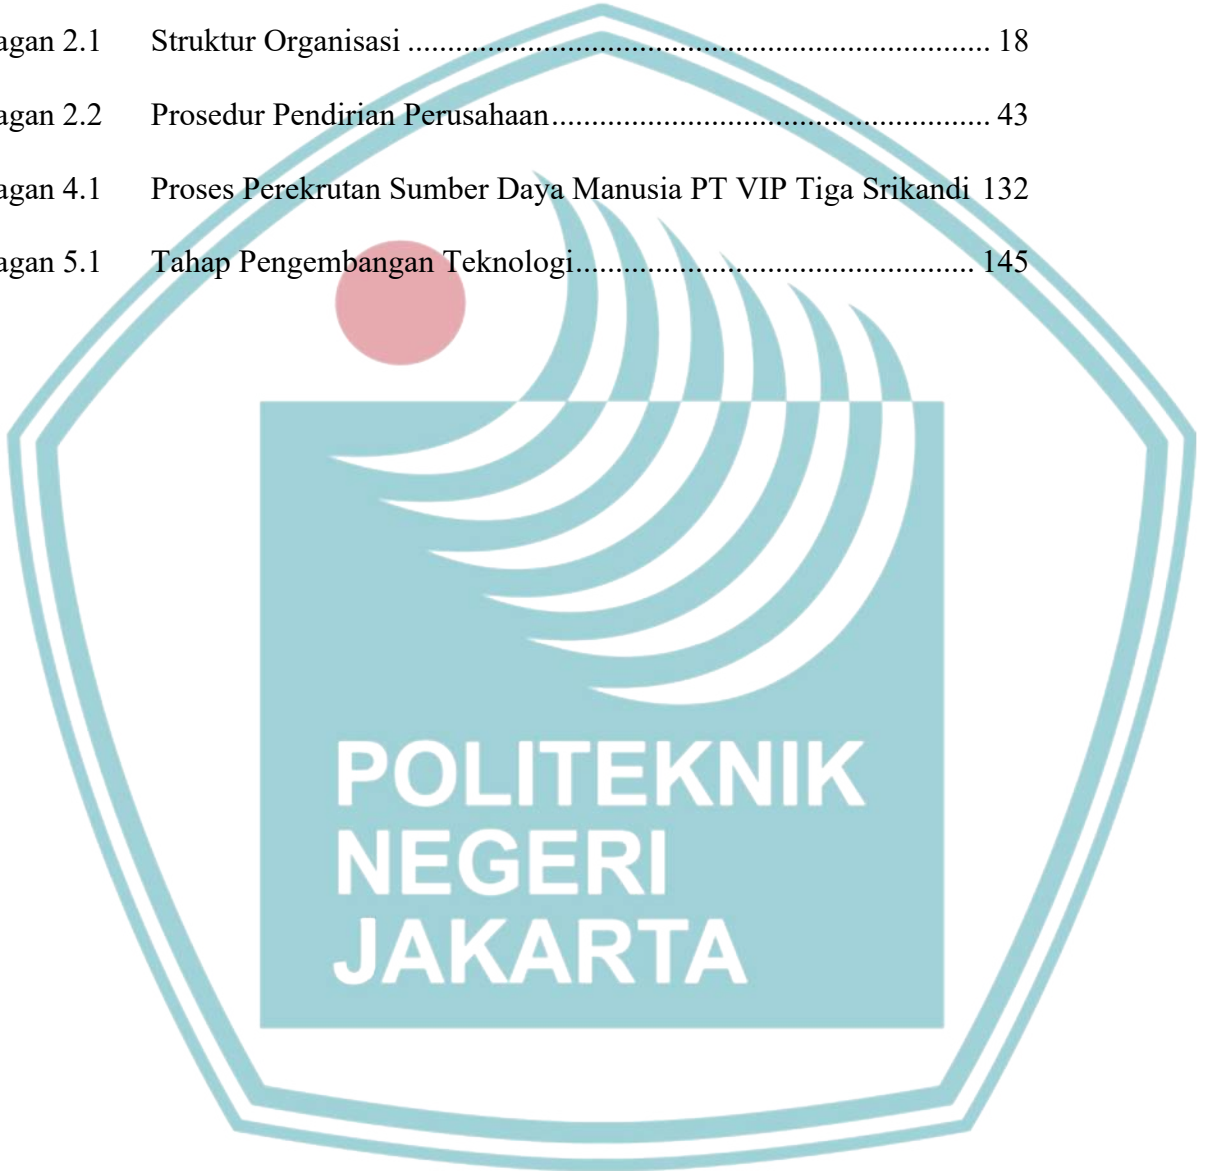 agan 2.1 Struktur Organisasi ........................................................................ 18
agan 2.2 Prosedur Pendirian Perusahaan...................................................... 43
agan 4.1 Proses Perekrutan Sumber Daya Manusia PT VIP Tiga Srikandi 132
agan 5.1 Tahap Pengembangan Teknologi................................................. 145
POLITEKNIK
NEGERI
JAKARTA